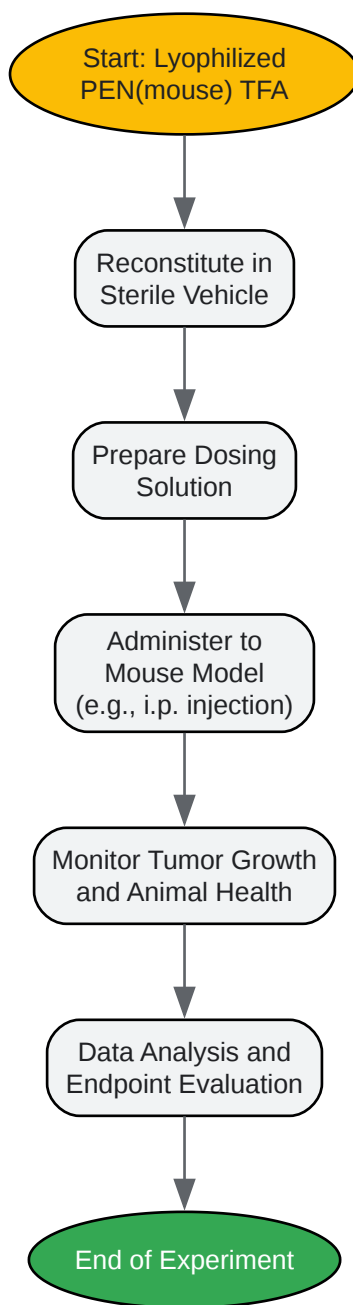 Start: Lyophilized
PEN(mouse) TFA
Reconstitute in
Sterile Vehicle
Prepare Dosing
Solution
Administer to
Mouse Model
(e.g., i.p. injection)
Monitor Tumor Growth
and Animal Health
Data Analysis and
Endpoint Evaluation
End of Experiment